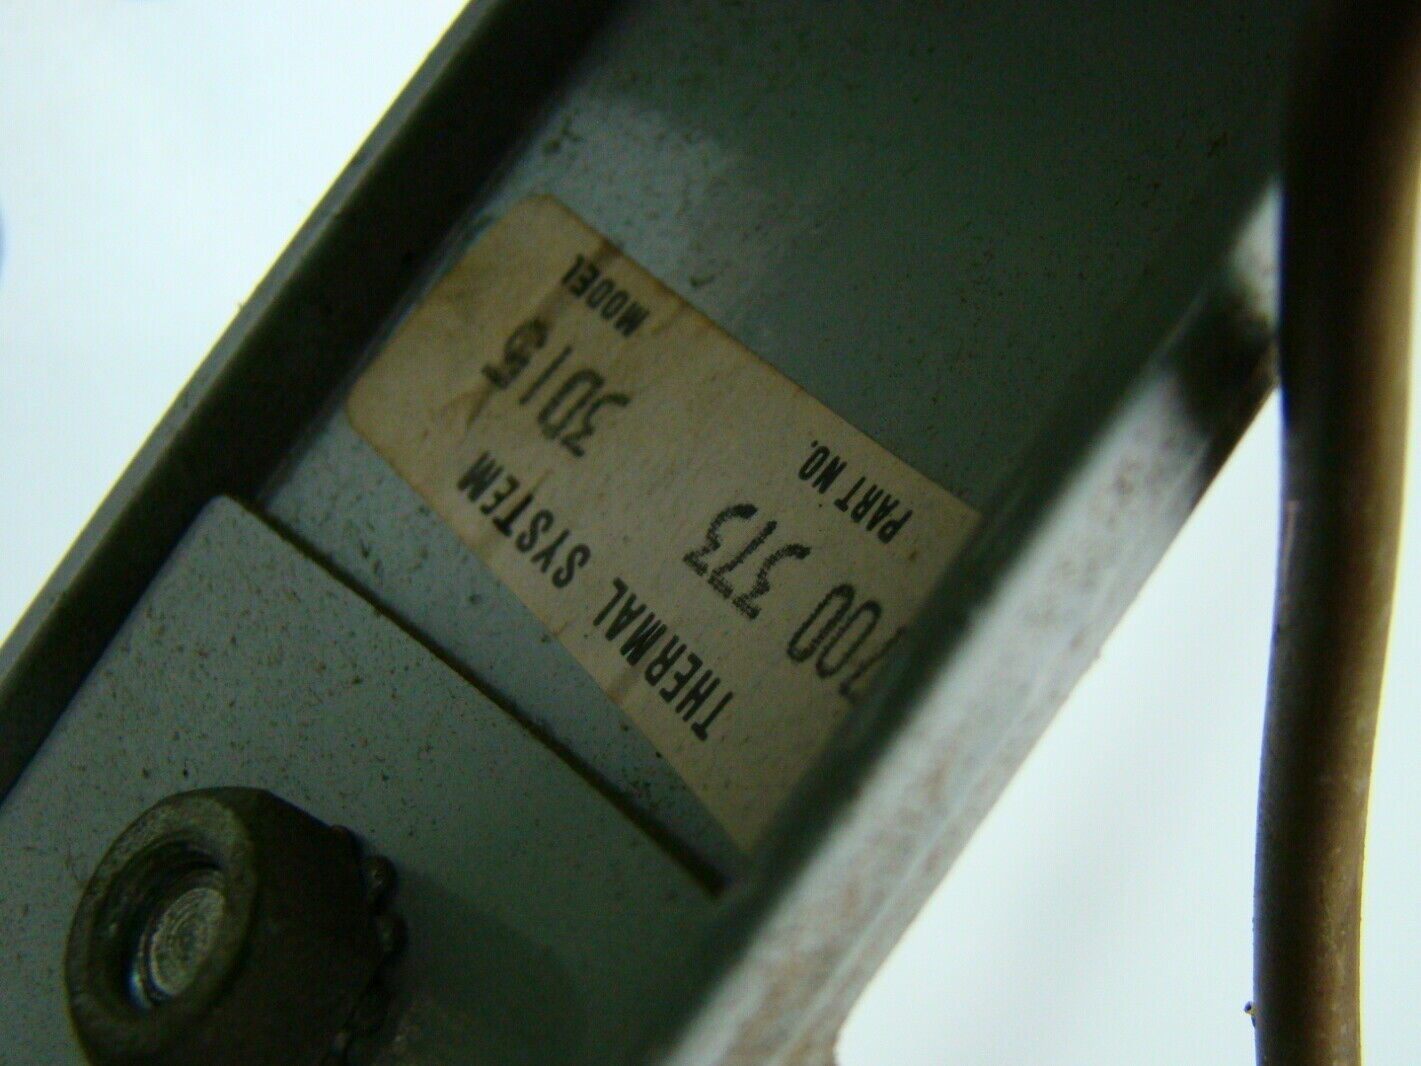 THERMAL SYSTEM
700 373 3D15
PART NO. MODEL